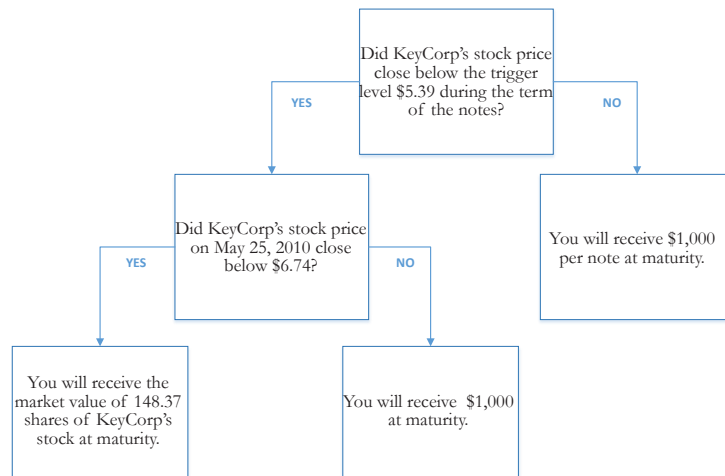 Did KeyCorp's stock price
close below the trigger
level $5.39 during the term
of the notes?
YES
NO
Did KeyCorp's stock price
on May 25, 2010 close
below $6.74?
You will receive $1,000
per note at maturity.
YES
NO
You will receive the
market value of 148.37
shares of KeyCorp's
stock at maturity.
You will receive $1,000
at maturity.